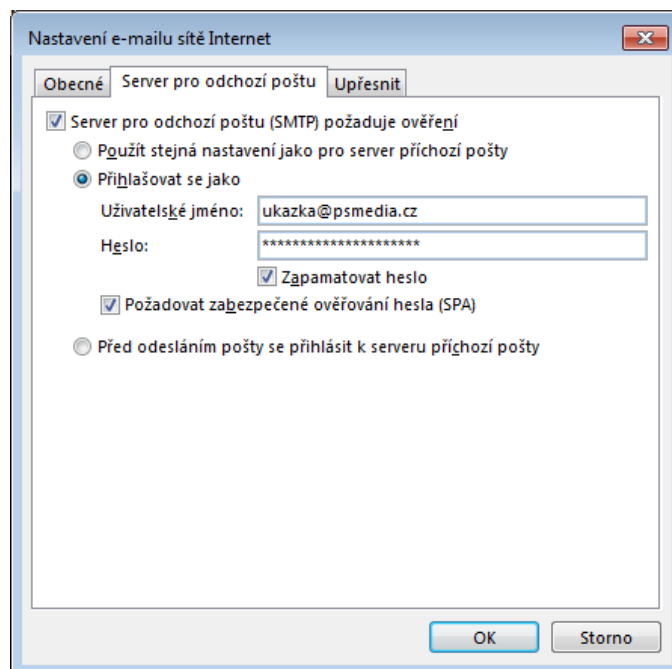 Nastavení e-mailu sítě Internet
Obecné Server pro odchozí poštu Upřesnit
Server pro odchozí poštu (SMTP) požaduje ověření
Použít stejná nastavení jako pro server příchozí pošty
Přihlašovat se jako
Uživatelské jméno: ukazka@psmedia.cz
Heslo: *********************
Zapamatovat heslo
Požadovat zabezpečené ověřování hesla (SPA)
Před odesláním pošty se přihlásit k serveru příchozí pošty
OK Storno